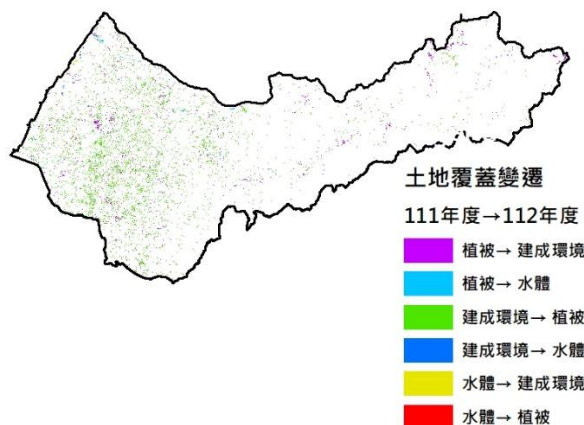 土地覆蓋變遷
111年度→112年度
植被→ 建成環境
植被→ 水體
建成環境→ 植被
建成環境→ 水體
水體→ 建成環境
水體→ 植被